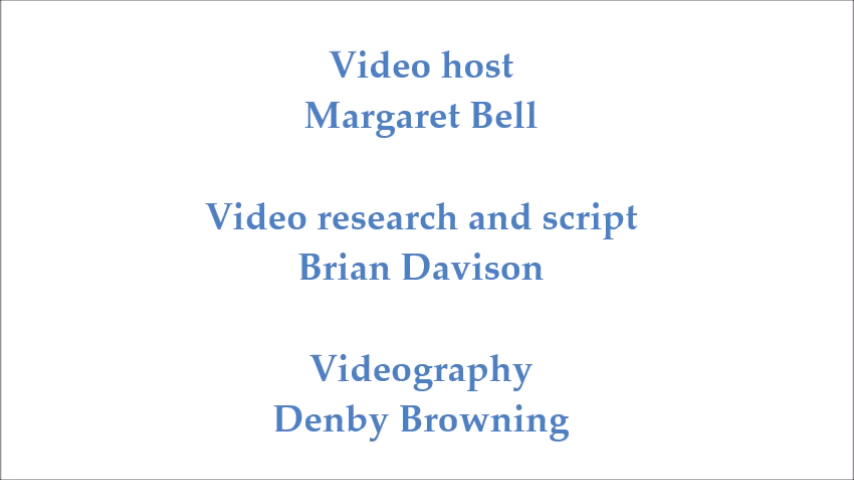 Video host
Margaret Bell
Video research and script
Brian Davison
Videography
Denby Browning